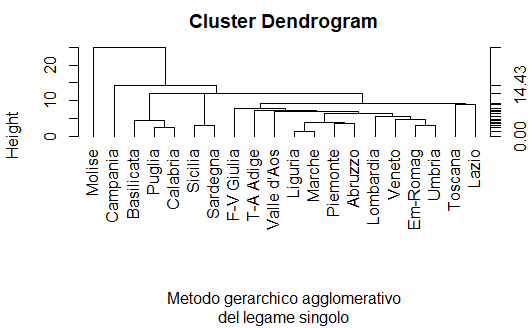 Cluster Dendrogram
Height
0 10 20
0.00 14.43
Molise
Campania
Basilicata
Puglia
Calabria
Sicilia
Sardegna
F-V Giulia
T-A Adige
Valle d'Aos
Liguria
Marche
Piemonte
Abruzzo
Lombardia
Veneto
Em-Romag
Umbria
Toscana
Lazio
Metodo gerarchico agglomerativo
del legame singolo